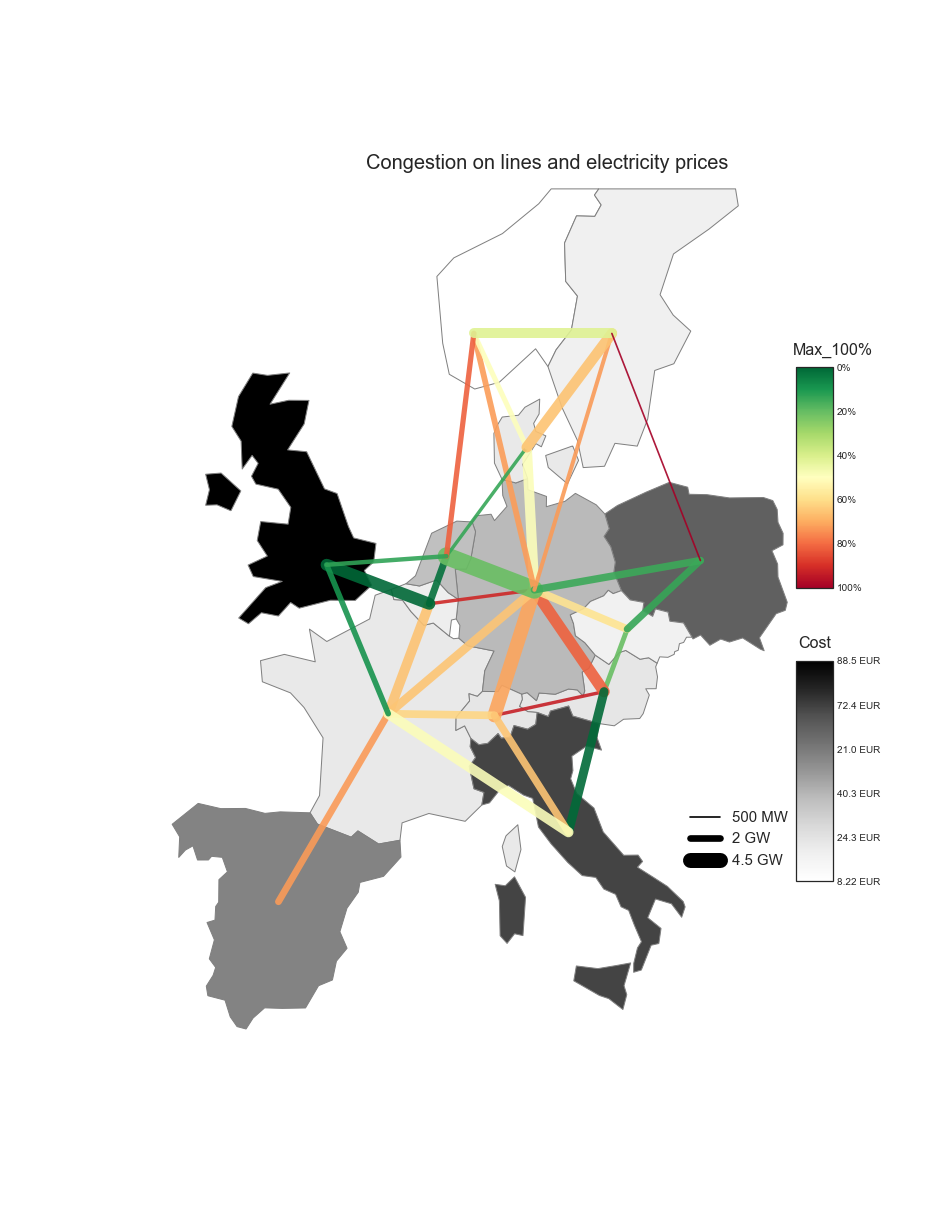 Congestion on lines and electricity prices
Max_100%
0%
20%
40%
60%
80%
100%
Cost
88.5 EUR
72.4 EUR
21.0 EUR
40.3 EUR
24.3 EUR
8.22 EUR
500 MW
2 GW
4.5 GW